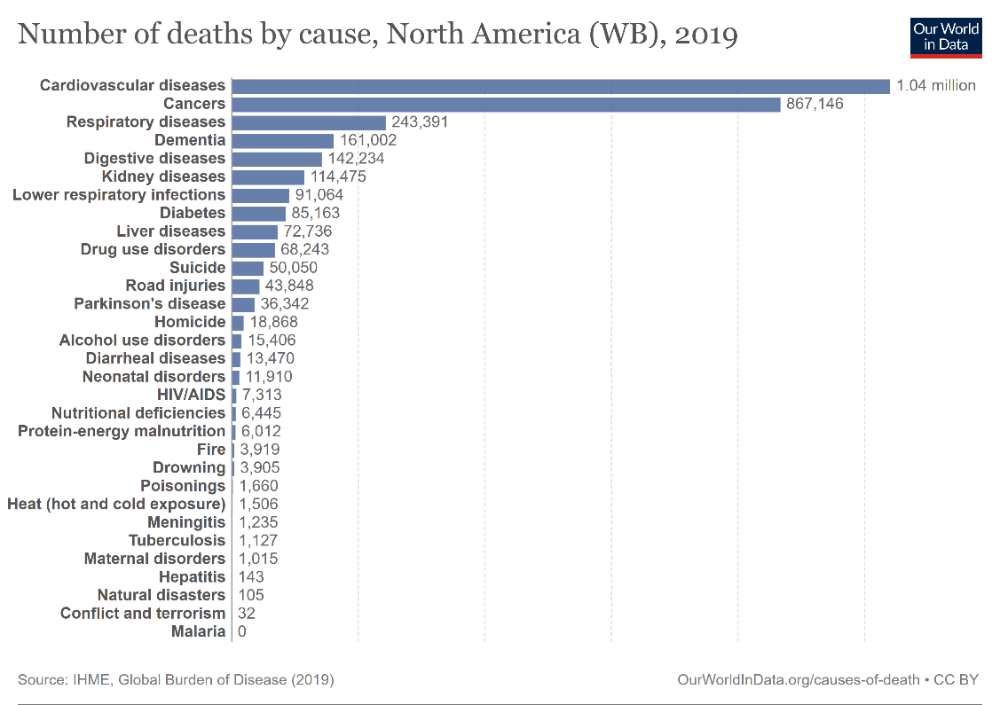 Number of deaths by cause, North America (WB), 2019
Our World
in Data
Cardiovascular diseases 1.04 million
Cancers 867,146
Respiratory diseases 243,391
Dementia 161,002
Digestive diseases 142,234
Kidney diseases 114,475
Lower respiratory infections 91,064
Diabetes 85,163
Liver diseases 72,736
Drug use disorders 68,243
Suicide 50,050
Road injuries 43,848
Parkinson's disease 36,342
Homicide 18,868
Alcohol use disorders 15,406
Diarrheal diseases 13,470
Neonatal disorders 11,910
HIV/AIDS 7,313
Nutritional deficiencies 6,445
Protein-energy malnutrition 6,012
Fire 3,919
Drowning 3,905
Poisonings 1,660
Heat (hot and cold exposure) 1,506
Meningitis 1,235
Tuberculosis 1,127
Maternal disorders 1,015
Hepatitis 143
Natural disasters 105
Conflict and terrorism 32
Malaria 0
Source: IHME, Global Burden of Disease (2019) OurWorldInData.org/causes-of-death • CC BY